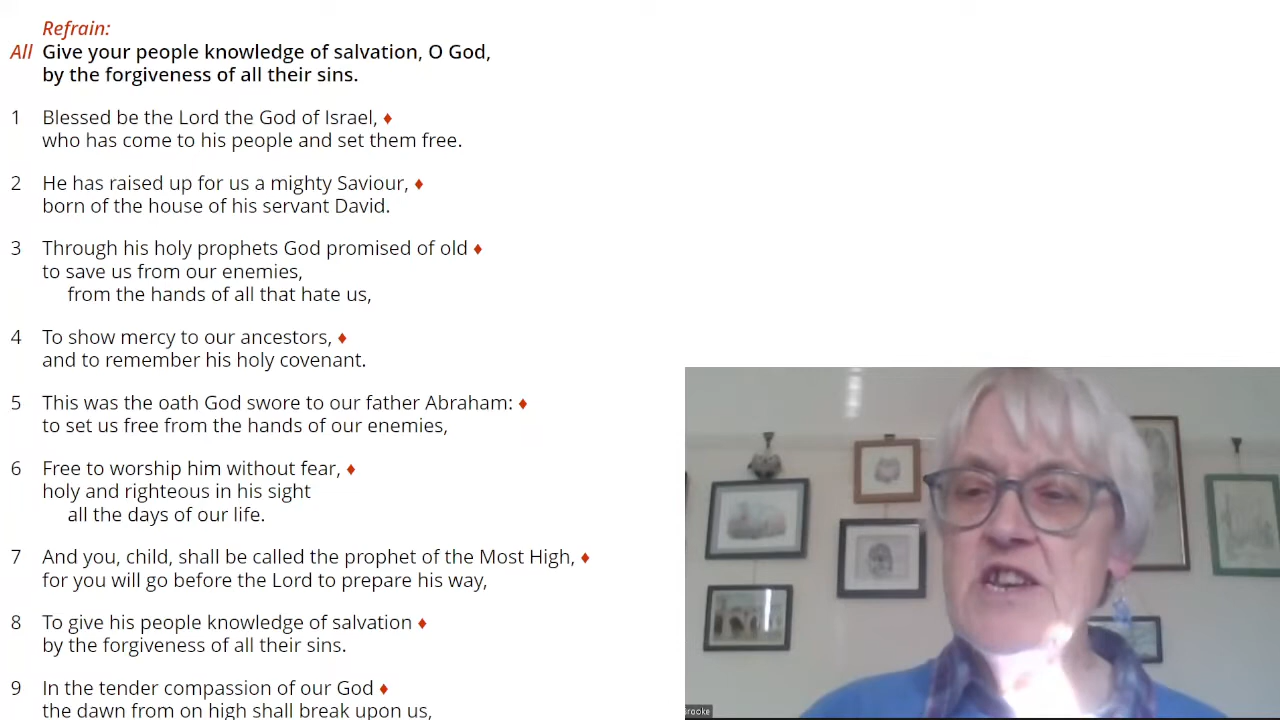 Refrain:
All Give your people knowledge of salvation, O God,
by the forgiveness of all their sins.
1 Blessed be the Lord the God of Israel, ♦
who has come to his people and set them free.
2 He has raised up for us a mighty Saviour, ♦
born of the house of his servant David.
3 Through his holy prophets God promised of old ♦
to save us from our enemies,
from the hands of all that hate us,
4 To show mercy to our ancestors, ♦
and to remember his holy covenant.
5 This was the oath God swore to our father Abraham: ♦
to set us free from the hands of our enemies,
6 Free to worship him without fear, ♦
holy and righteous in his sight
all the days of our life.
7 And you, child, shall be called the prophet of the Most High, ♦
for you will go before the Lord to prepare his way,
8 To give his people knowledge of salvation ♦
by the forgiveness of all their sins.
9 In the tender compassion of our God ♦
the dawn from on high shall break upon us,